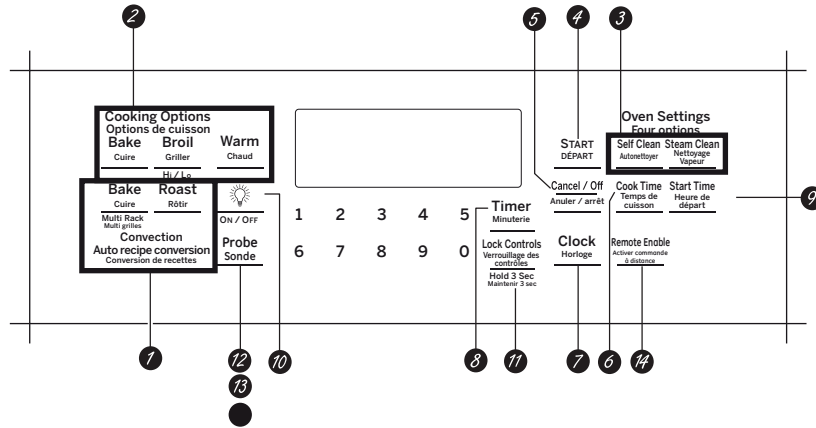 2
5
4
3
Cooking Options
Options de cuisson
Bake
Cuire
Broil
Griller
Hi / Lo
Warm
Chaud
Bake
Cuire
Multi Rack
Multi grilles
Roast
Rôtir
Convection
Auto recipe conversion
Conversion de recettes
ON / OFF
Probe
Sonde
1 2 3 4 5
6 7 8 9 0
Timer
Minuterie
Lock Controls
Verrouillage des
contrôles
Hold 3 Sec
Maintenir 3 sec
START
DÉPART
Cancel / Off
Anuler / arrêt
Clock
Horloge
Oven Settings
Four options
Self Clean
Autonettoyer
Steam Clean
Nettoyage
Vapeur
Cook Time
Temps de
cuisson
Start Time
Heure de
départ
Remote Enable
Activer commande
à distance
9
1
12
13
10
8
11
7
6
14